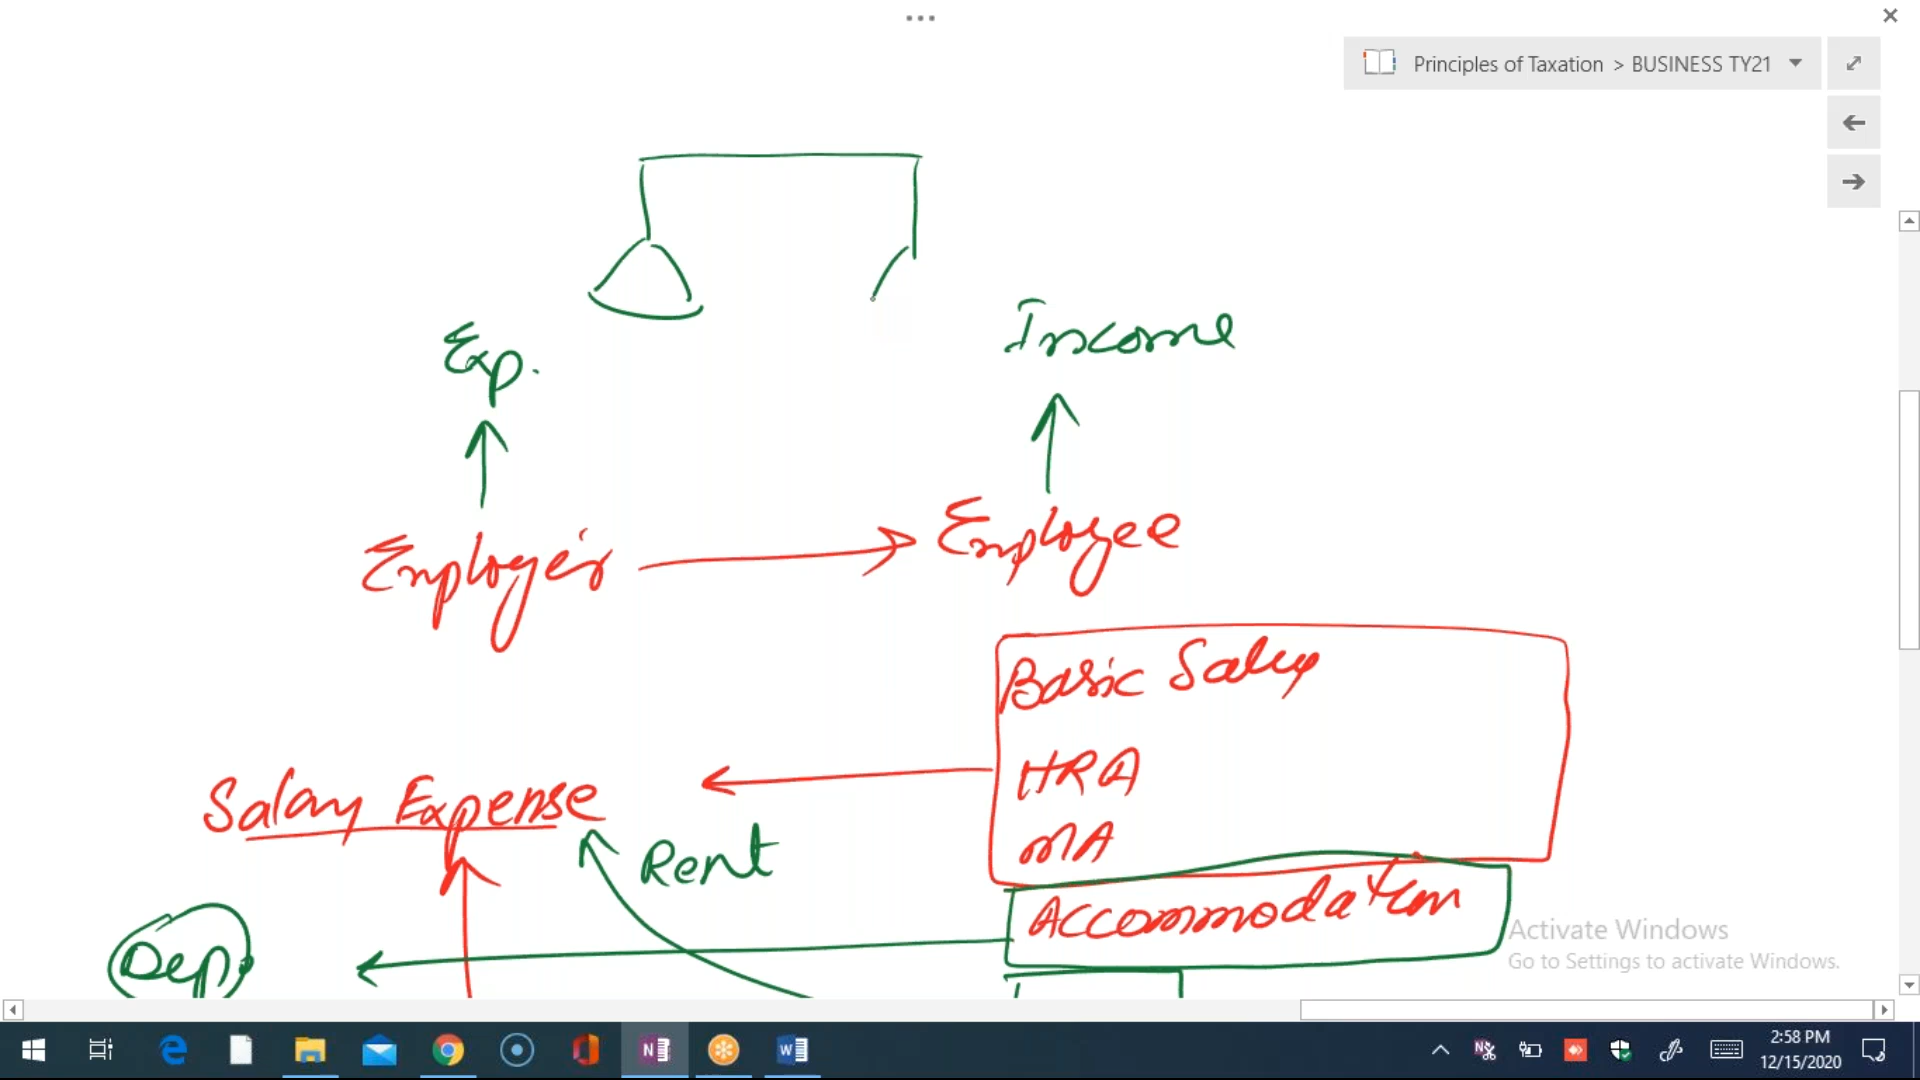 Principles of Taxation > BUSINESS TY21
Exp.
Income
Employer
Employee
Basic Salary
HRA
MA
Salary Expense
Rent
Accommodation
Dep.
Activate Windows
Go to Settings to activate Windows.
2:58 PM
12/15/2020